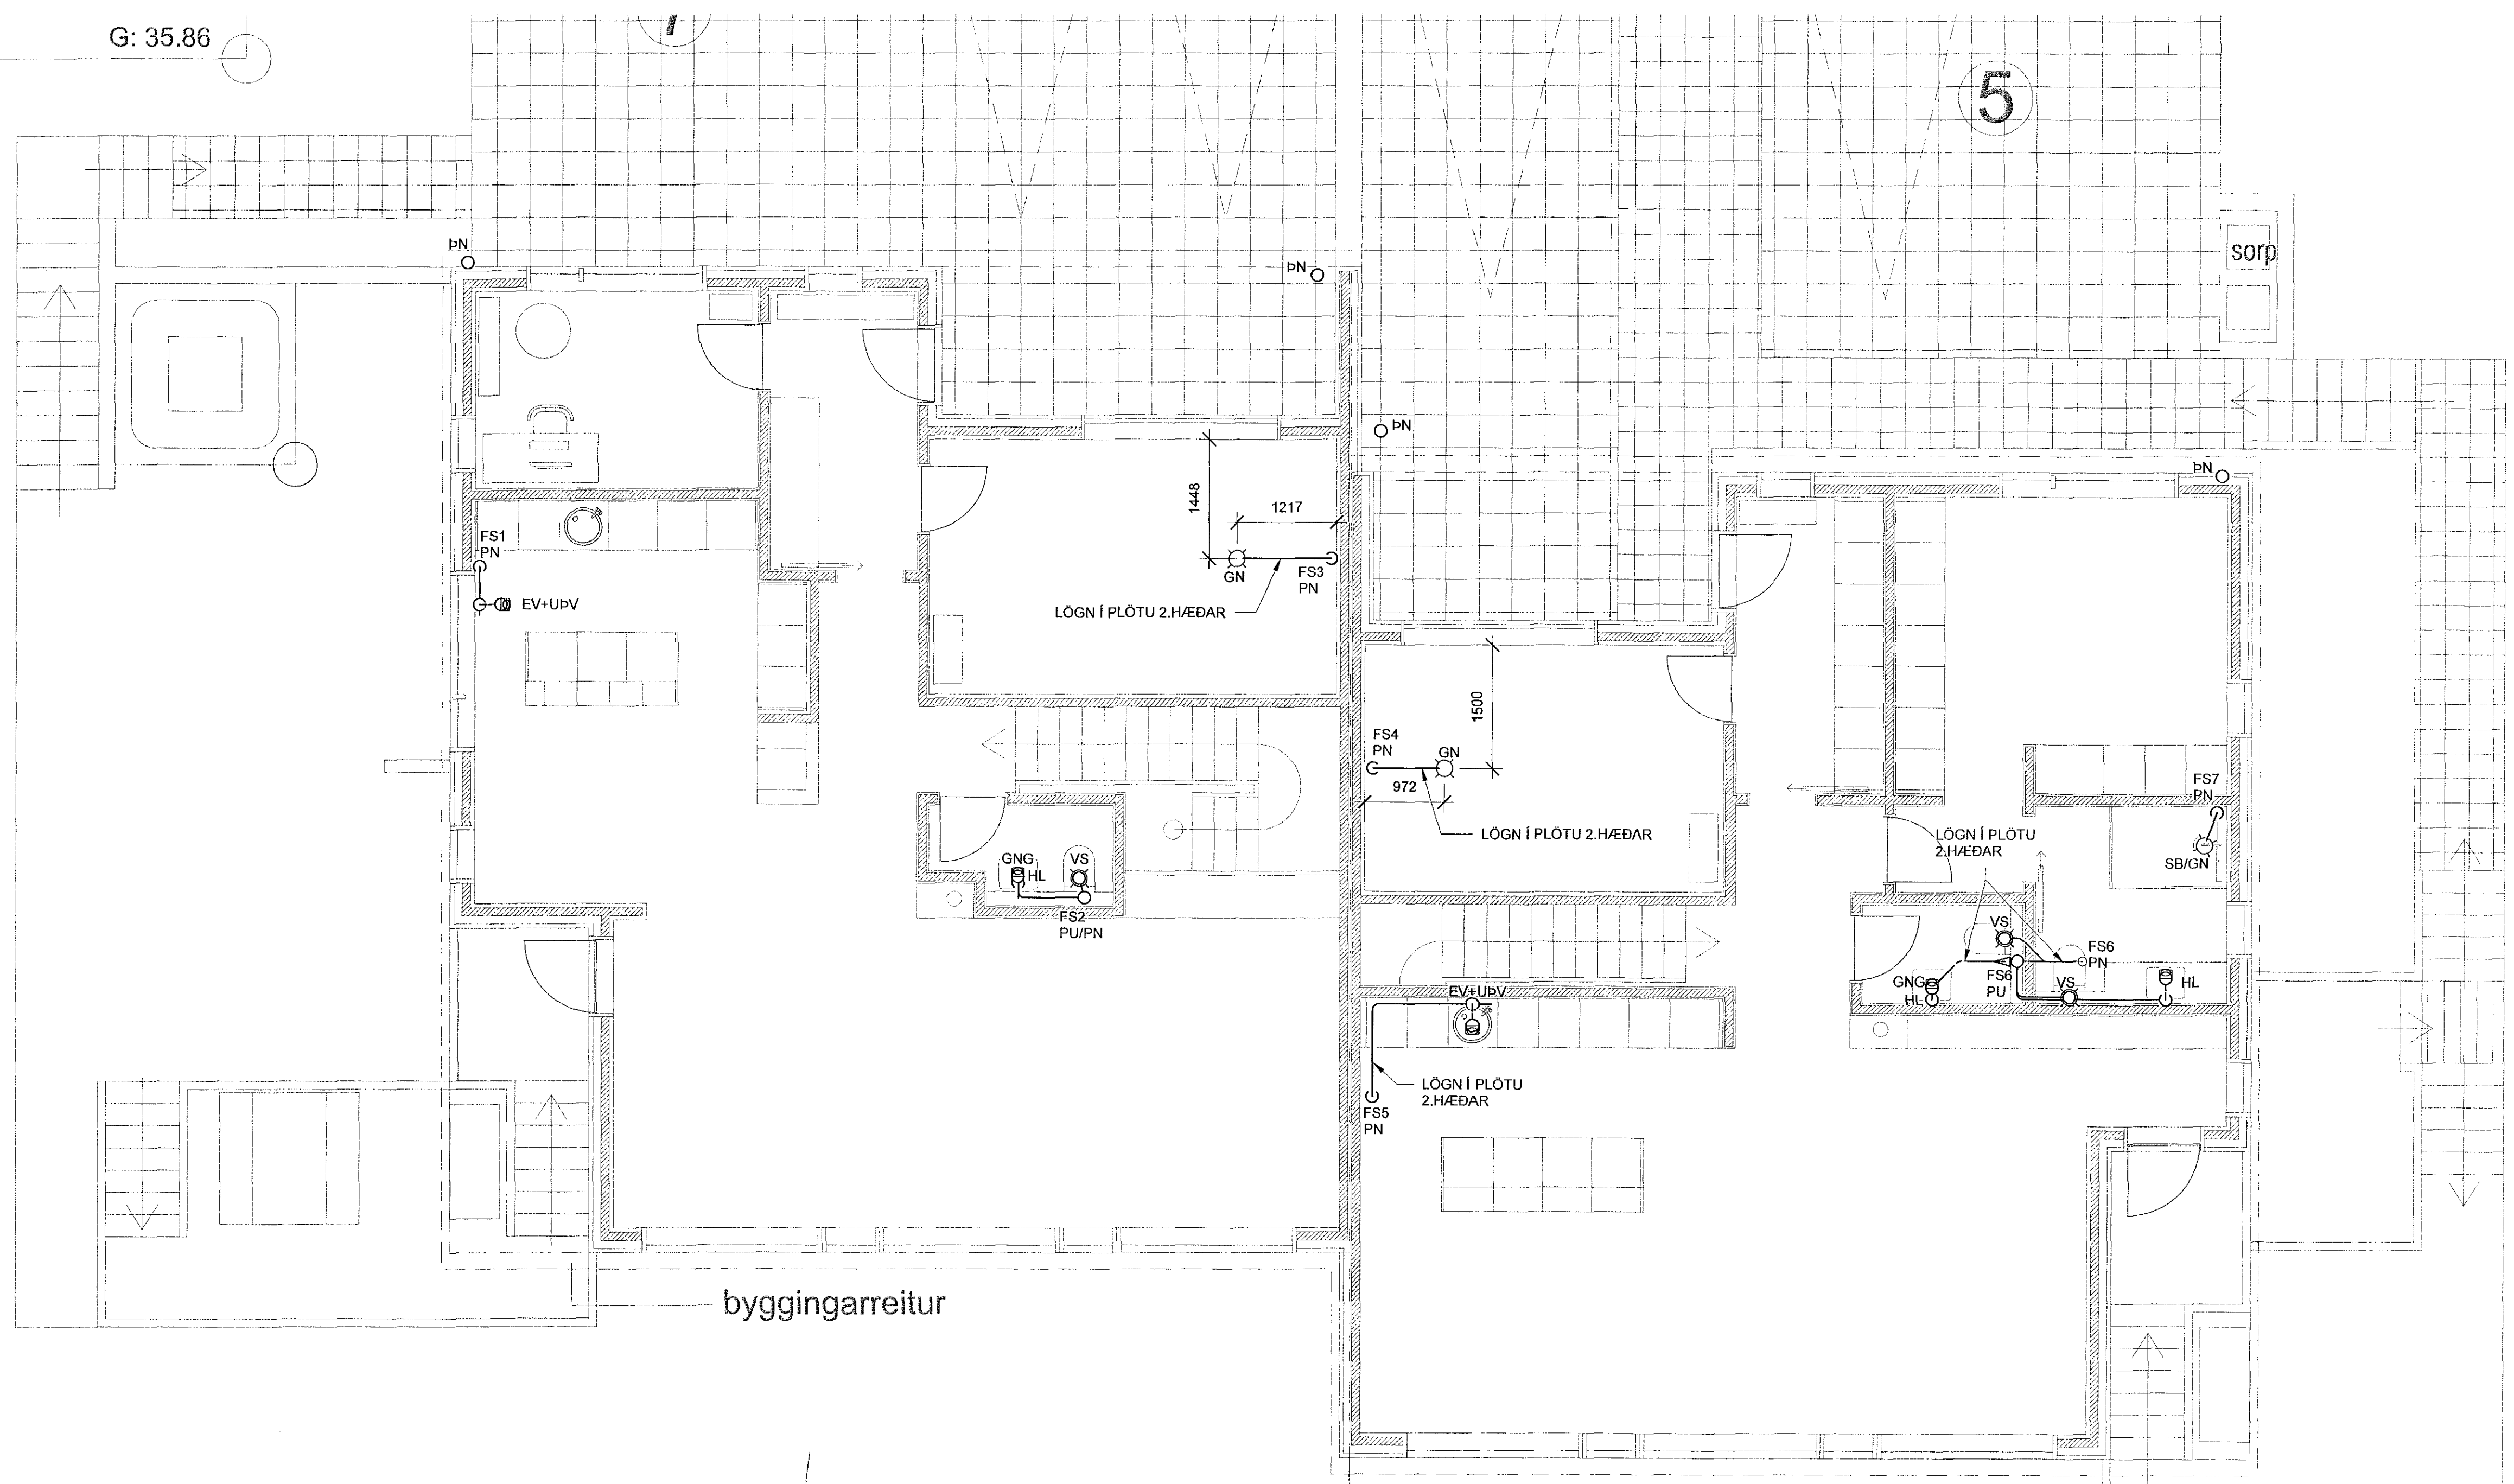 G: 35.86
7
5
sorp
ÞN
ÞN
ÞN
ÞN
FS1
PN
EV+UÞV
1448
1217
GN
FS3
PN
LÖGN Í PLÖTU 2.HÆÐAR
1500
FS4
PN
GN
972
LÖGN Í PLÖTU 2.HÆÐAR
FS7
PN
SB/GN
LÖGN Í PLÖTU
2.HÆÐAR
GNG
HL
VS
FS2
PU/PN
VS
FS6
PN
GNG
HL
FS6
PU
VS
HL
EV+UÞV
LÖGN Í PLÖTU
2.HÆÐAR
FS5
PN
byggingarreitur